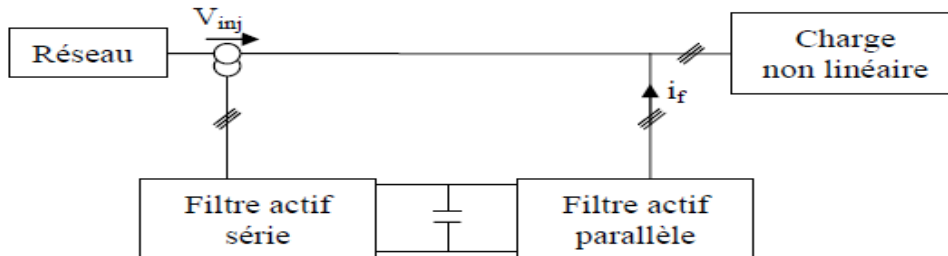 V_inj
Réseau
Charge
non linéaire
i_f
Filtre actif
série
Filtre actif
parallèle